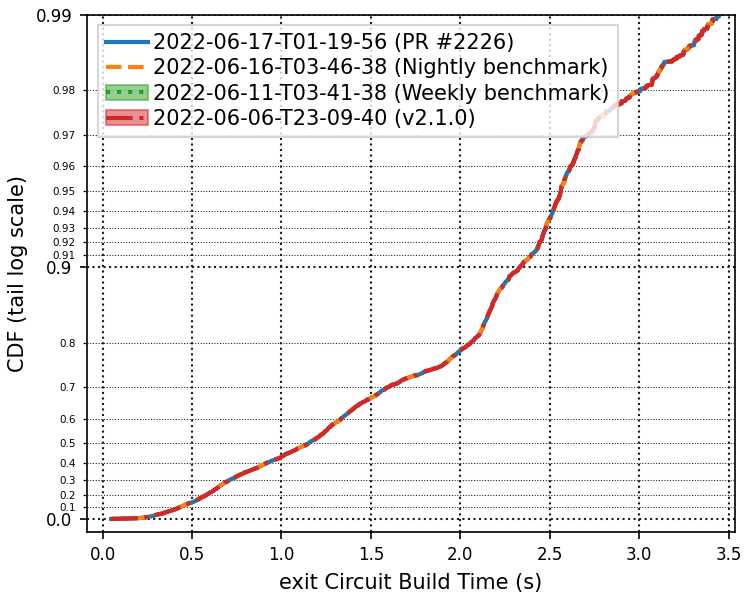 0.99
2022-06-17-T01-19-56 (PR #2226)
2022-06-16-T03-46-38 (Nightly benchmark)
2022-06-11-T03-41-38 (Weekly benchmark)
2022-06-06-T23-09-40 (v2.1.0)
0.98
0.97
0.96
0.95
0.94
0.93
0.92
0.91
0.9
0.8
0.7
0.6
0.5
0.4
0.3
0.2
0.1
0.0
CDF (tail log scale)
0.0 0.5 1.0 1.5 2.0 2.5 3.0 3.5
exit Circuit Build Time (s)